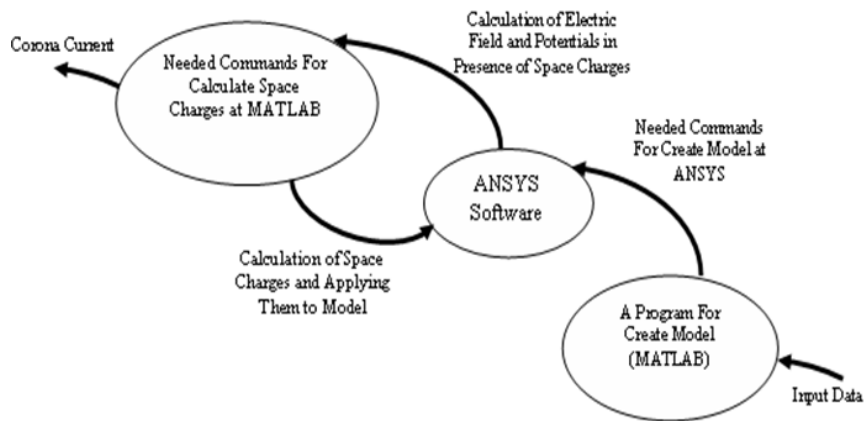 Corona Current
Needed Commands For
Calculate Space
Charges at MATLAB
Calculation of Electric
Field and Potentials in
Presence of Space Charges
Needed Commands
For Create Model at
ANSYS
ANSYS
Software
Calculation of Space
Charges and Applying
Them to Model
A Program For
Create Model
(MATLAB)
Input Data